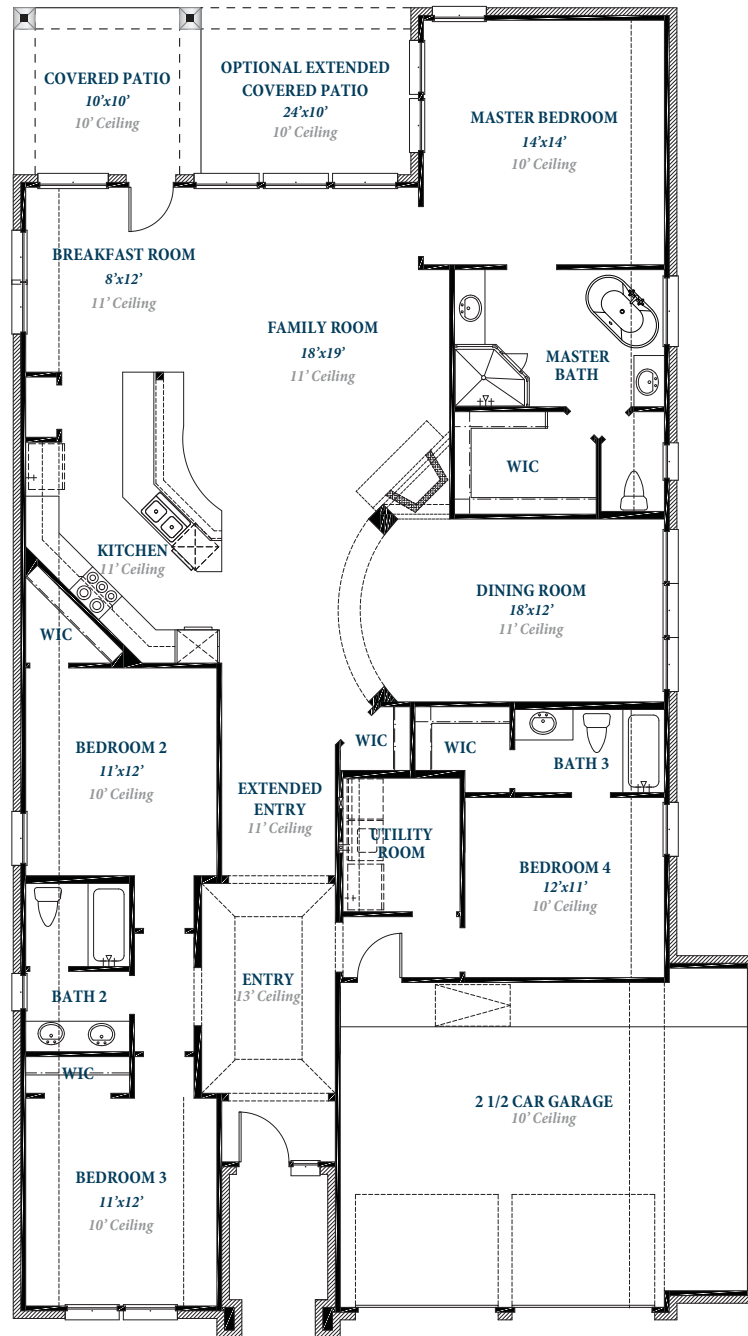 COVERED PATIO
10'x10'
10' Ceiling
OPTIONAL EXTENDED
COVERED PATIO
24'x10'
10' Ceiling
MASTER BEDROOM
14'x14'
10' Ceiling
BREAKFAST ROOM
8'x12'
11' Ceiling
FAMILY ROOM
18'x19'
11' Ceiling
MASTER
BATH
WIC
KITCHEN
11' Ceiling
DINING ROOM
18'x12'
11' Ceiling
WIC
BEDROOM 2
11'x12'
10' Ceiling
WIC
WIC
BATH 3
EXTENDED
ENTRY
11' Ceiling
UTILITY
ROOM
BEDROOM 4
12'x11'
10' Ceiling
ENTRY
13' Ceiling
BATH 2
WIC
2 1/2 CAR GARAGE
10' Ceiling
BEDROOM 3
11'x12'
10' Ceiling